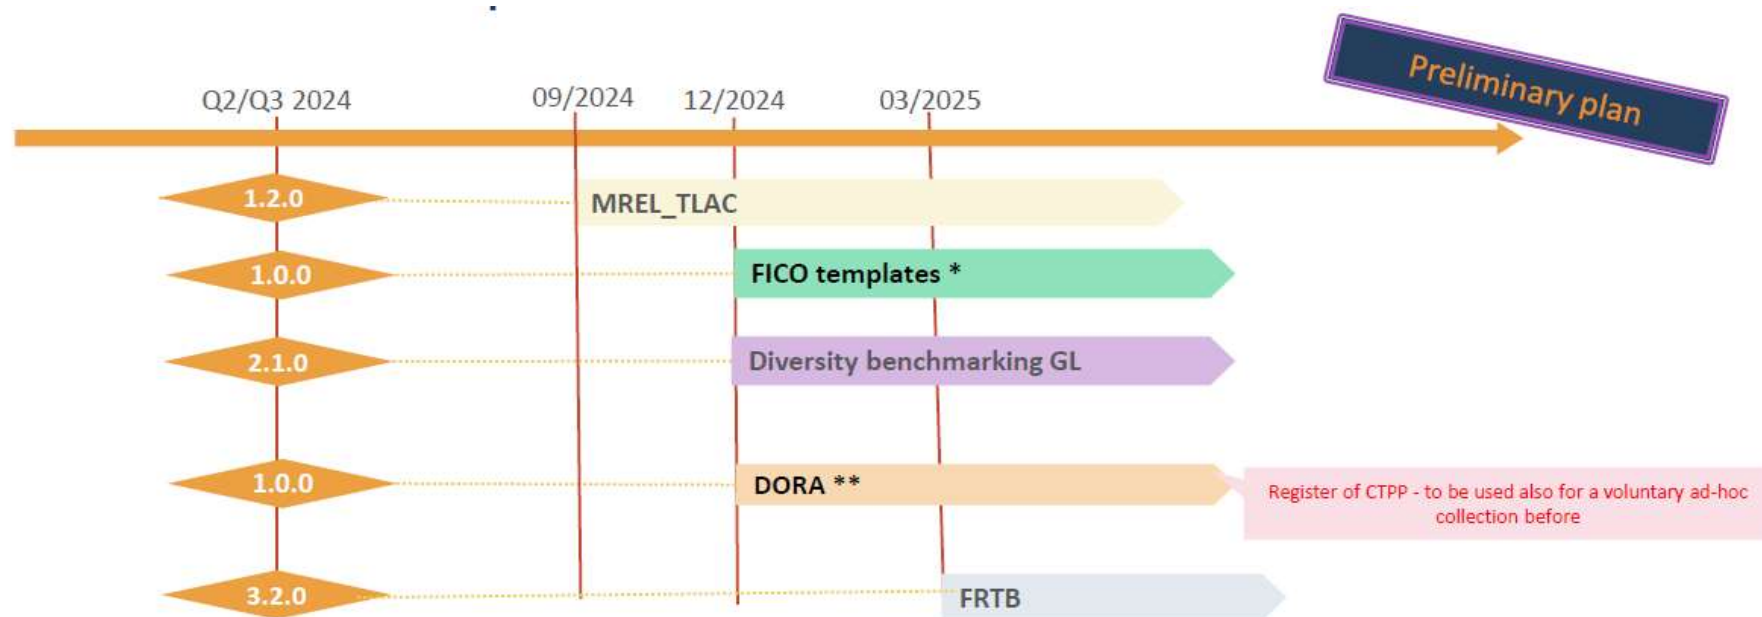 Preliminary plan
Q2/Q3 2024
09/2024
12/2024
03/2025
1.2.0
MREL_TLAC
1.0.0
FICO templates *
2.1.0
Diversity benchmarking GL
1.0.0
DORA **
Register of CTPP - to be used also for a voluntary ad-hoc
collection before
3.2.0
FRTB